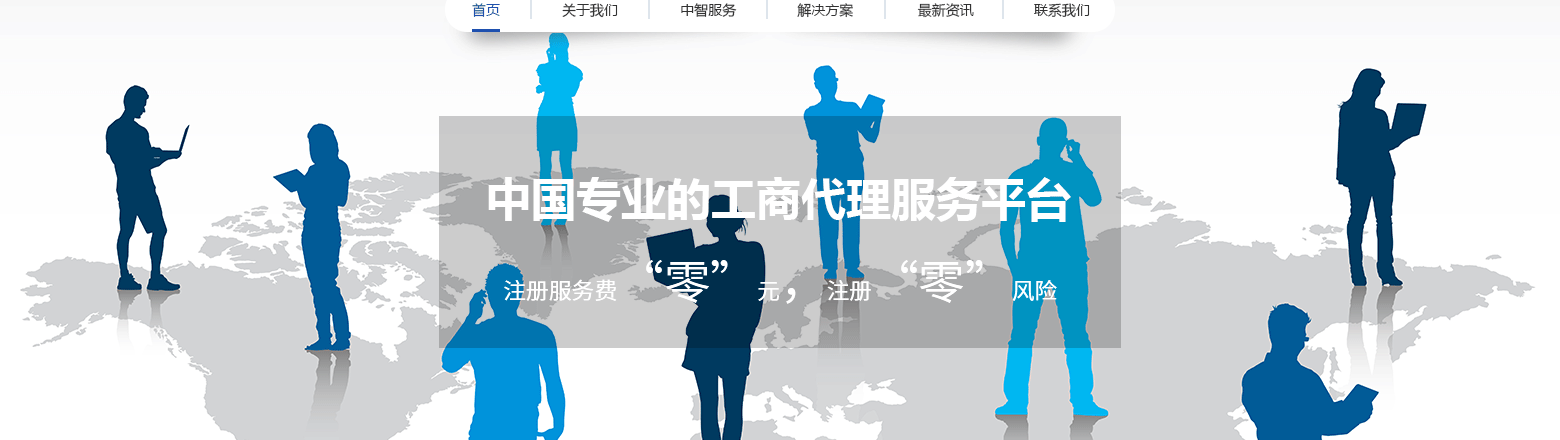 首页 关于我们 中智服务 解决方案 最新资讯 联系我们
中国专业的工商代理服务平台
注册服务费“零”元，注册“零”风险